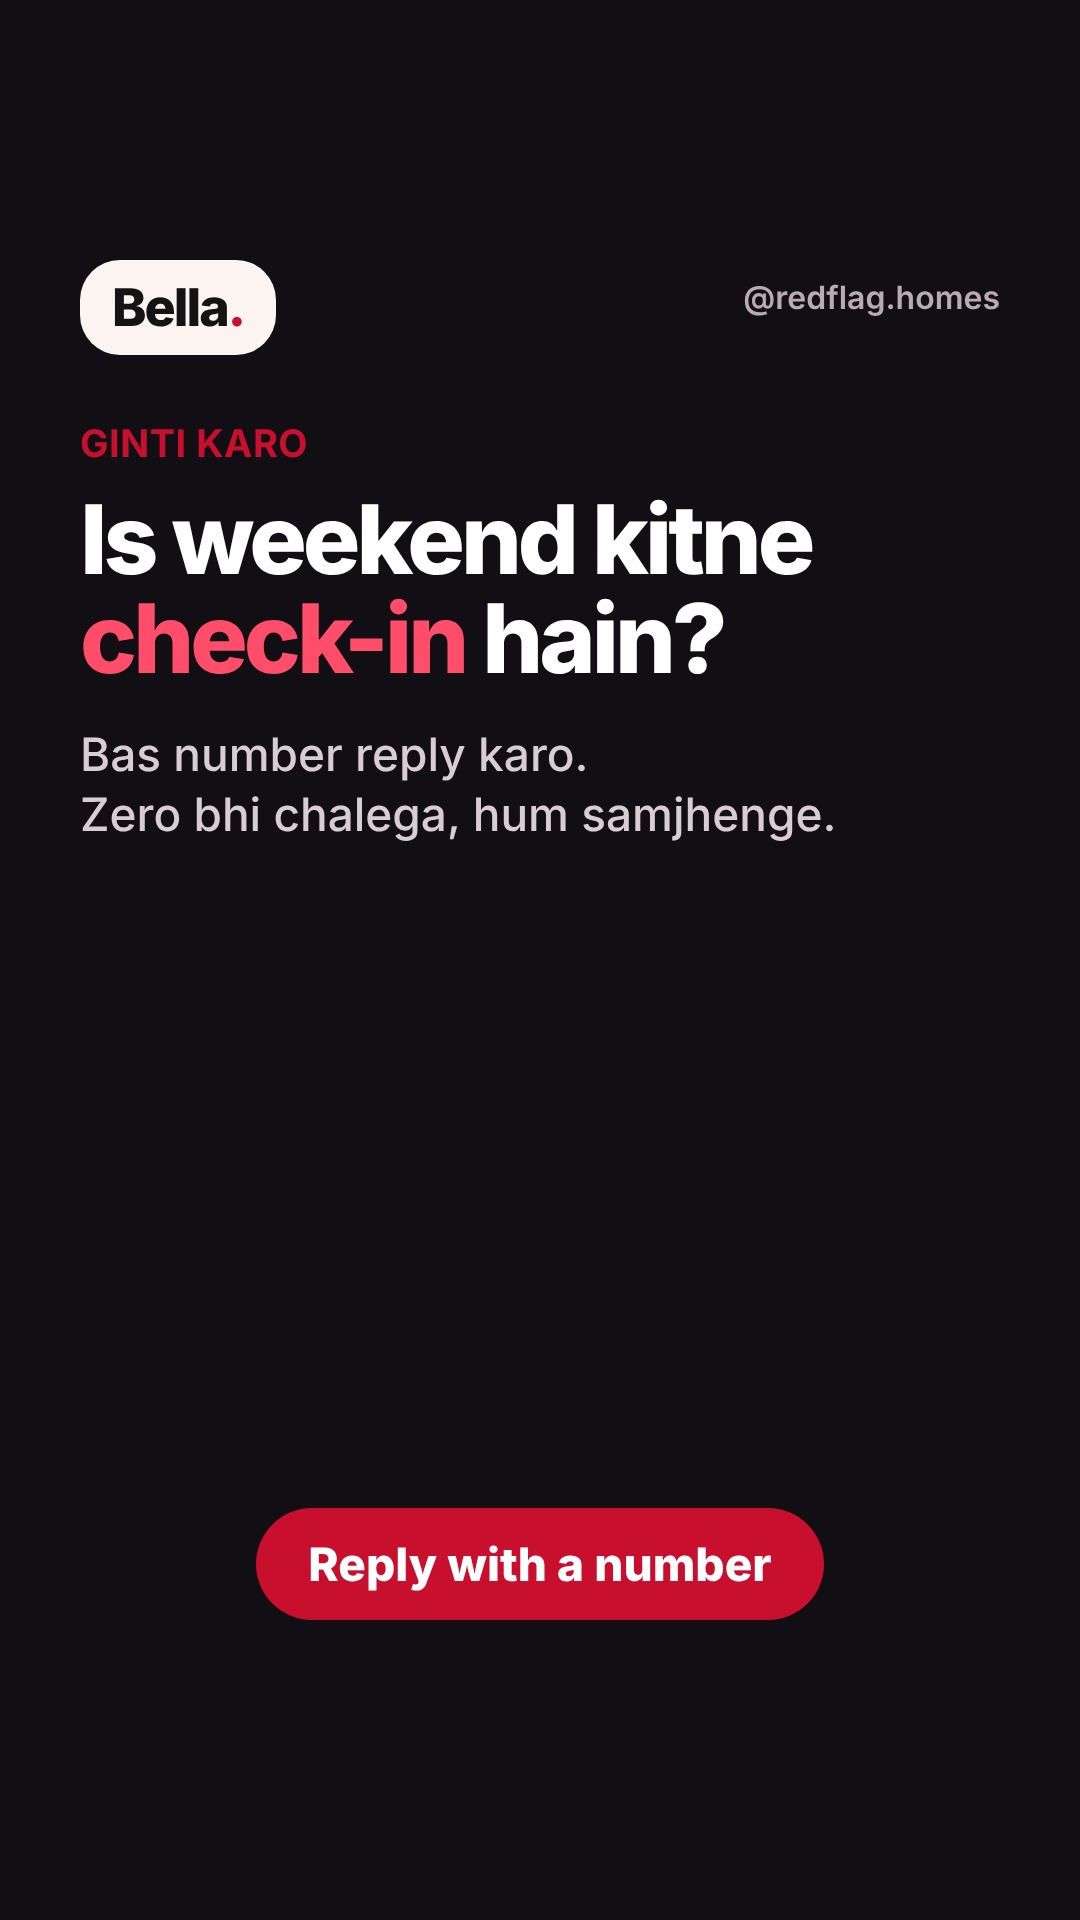 Bella.
@redflag.homes
GINTI KARO
Is weekend kitne
check-in hain?
Bas number reply karo.
Zero bhi chalega, hum samjhenge.
Reply with a number